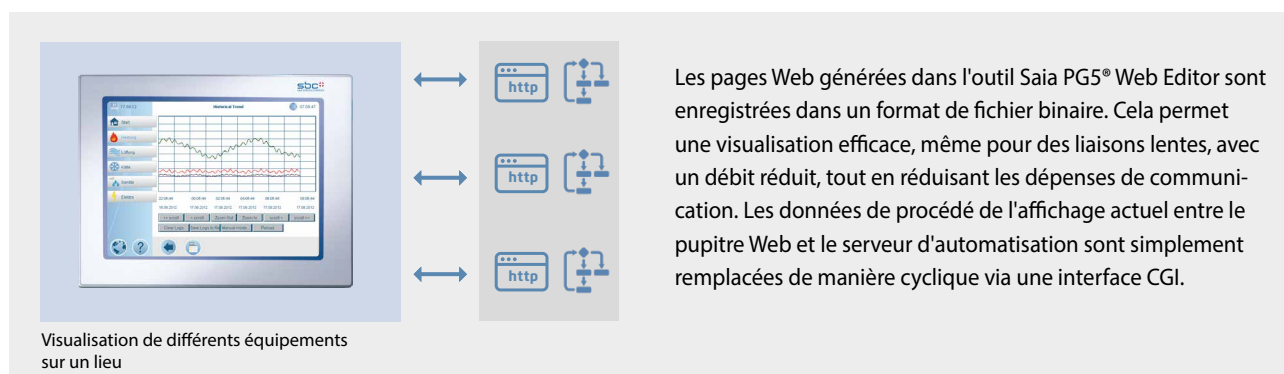 sbc
Historical Trend
Start
http
http
http
Clear Logs
Reload
Visualisation de différents équipements
sur un lieu
Les pages Web générées dans l'outil Saia PG5® Web Editor sont
enregistrées dans un format de fichier binaire. Cela permet
une visualisation efficace, même pour des liaisons lentes, avec
un débit réduit, tout en réduisant les dépenses de communi-
cation. Les données de procédé de l'affichage actuel entre le
pupitre Web et le serveur d'automatisation sont simplement
remplacées de manière cyclique via une interface CGI.